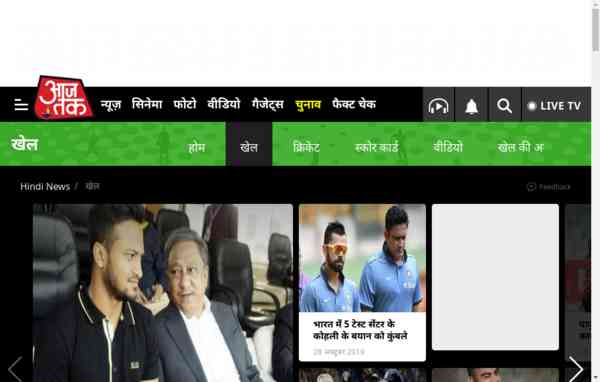 आज
तक
न्यूज़ सिनेमा फोटो वीडियो गैजेट्स चुनाव फैक्ट चेक
LIVE TV
खेल
होम खेल क्रिकेट स्कोर कार्ड वीडियो खेल की
Hindi News / खेल
Feedback
भारत में 5 टेस्ट सेंटर के
कोहली के बयान को कुंबले
28 अक्टूबर 2019